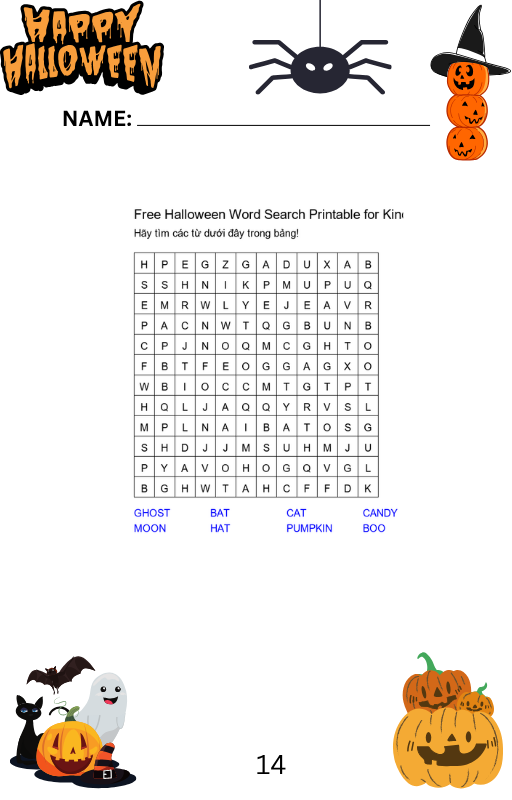 HAPPY
HALLOWEEN
NAME:
Free Halloween Word Search Printable for Kin
Hãy tìm các từ dưới đây trong bảng!
H P E G Z G A D U X A B
S S H N I K P M U P U Q
E M R W L Y E J E A V R
P A C N W T Q G B U N B
C P J N O Q M C G H T O
F B T F E O G G A G X O
W B I O C C M T G T P T
H Q L J A Q Q Y R V S L
M P L N A I B A T O S G
S H D J J M S U H M J U
P Y A V O H O G Q V G L
B G H W T A H C F F D K
GHOST BAT CAT CANDY
MOON HAT PUMPKIN BOO
14